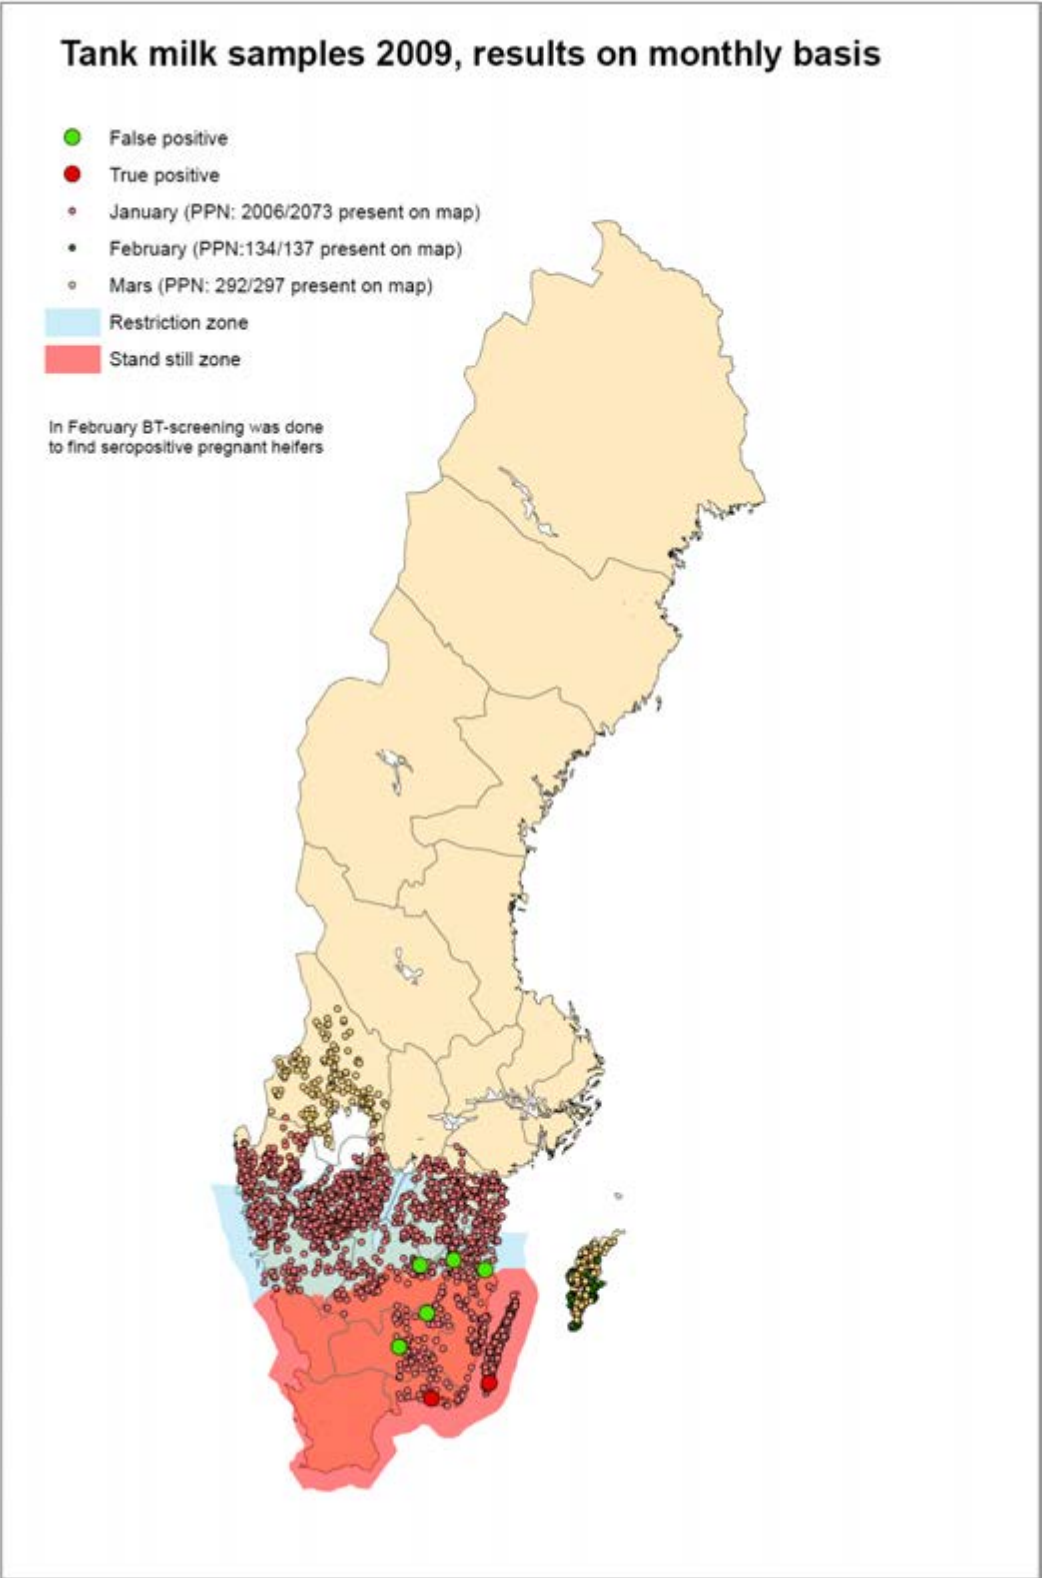 Tank milk samples 2009, results on monthly basis
False positive
True positive
January (PPN: 2006/2073 present on map)
February (PPN:134/137 present on map)
Mars (PPN: 292/297 present on map)
Restriction zone
Stand still zone
In February BT-screening was done
to find seropositive pregnant heifers